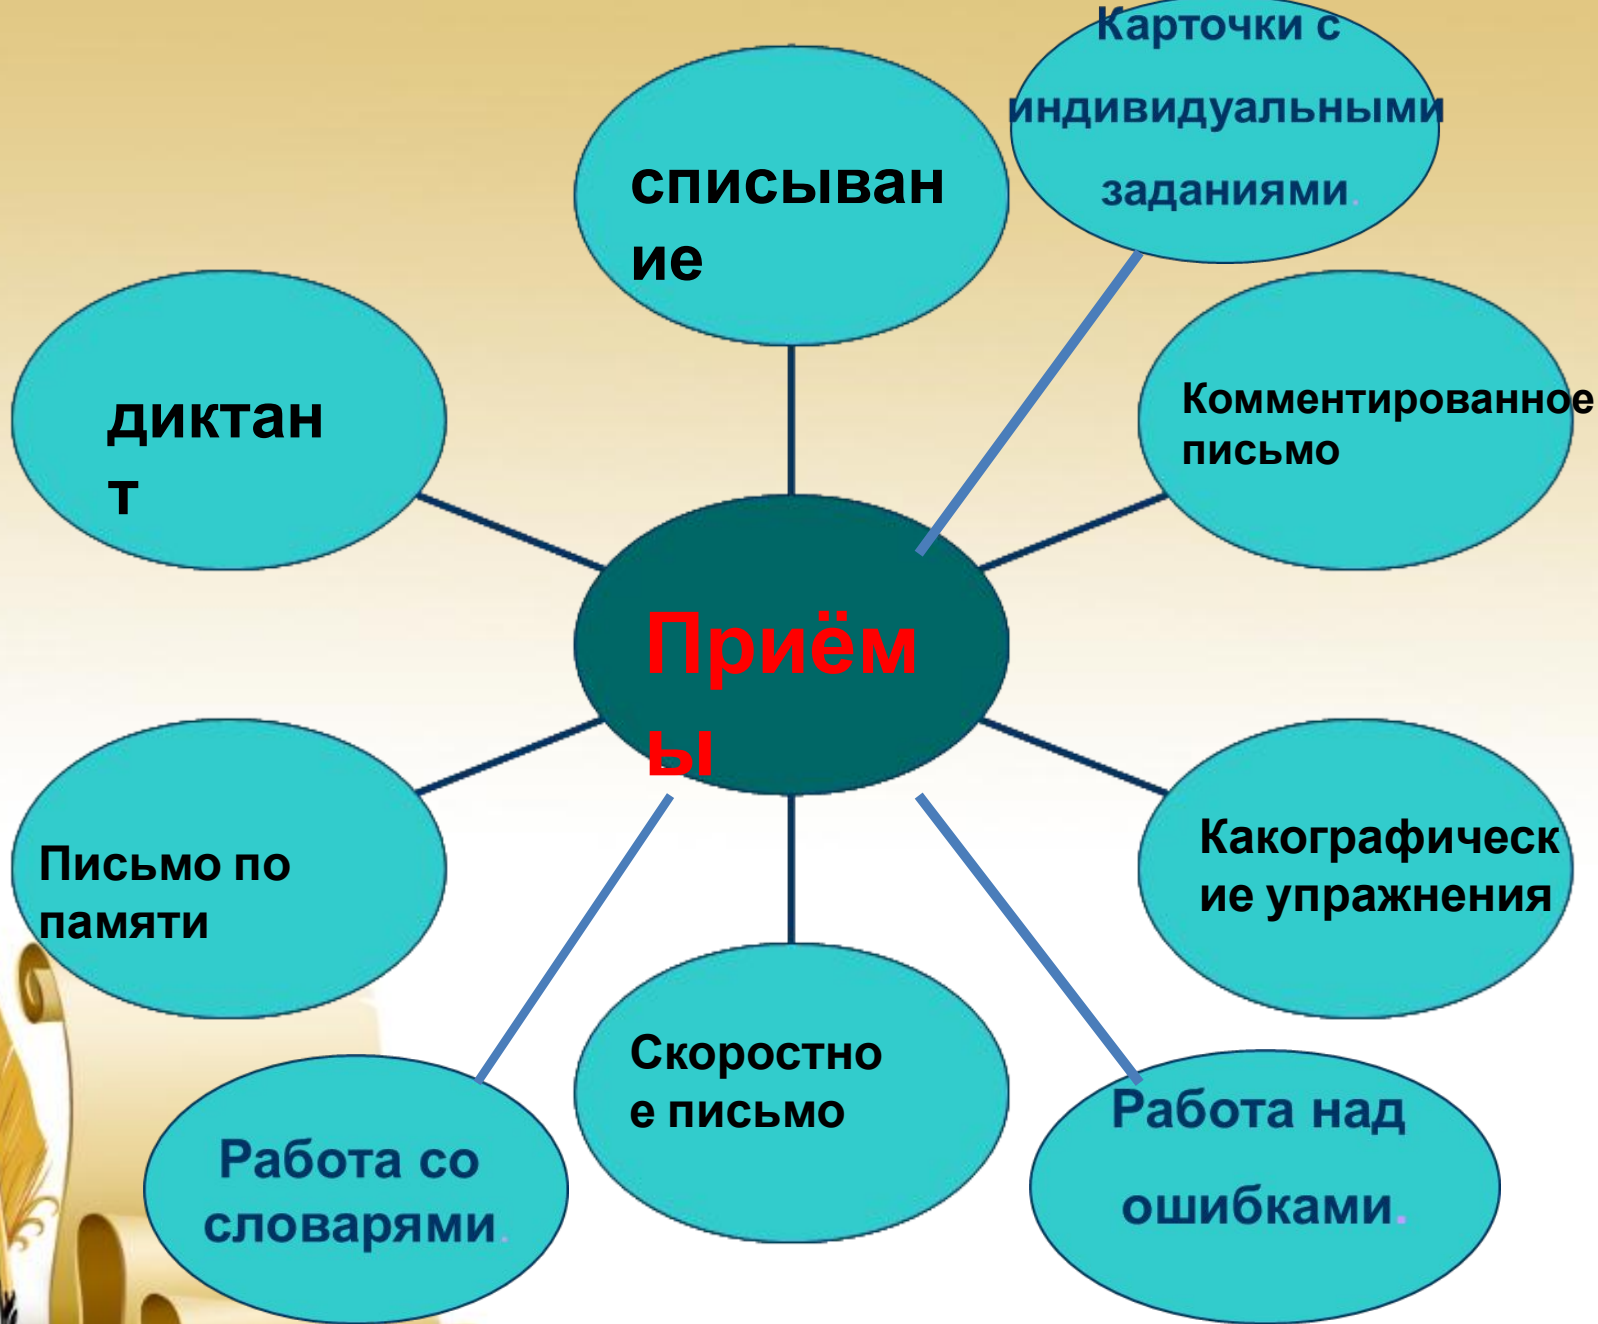 Карточки с
индивидуальными
заданиями.
списыван
ие
диктан
т
Комментированное
письмо
Приём
ы
Письмо по
памяти
Какографическ
ие упражнения
Скоростно
е письмо
Работа со
словарями.
Работа над
ошибками.